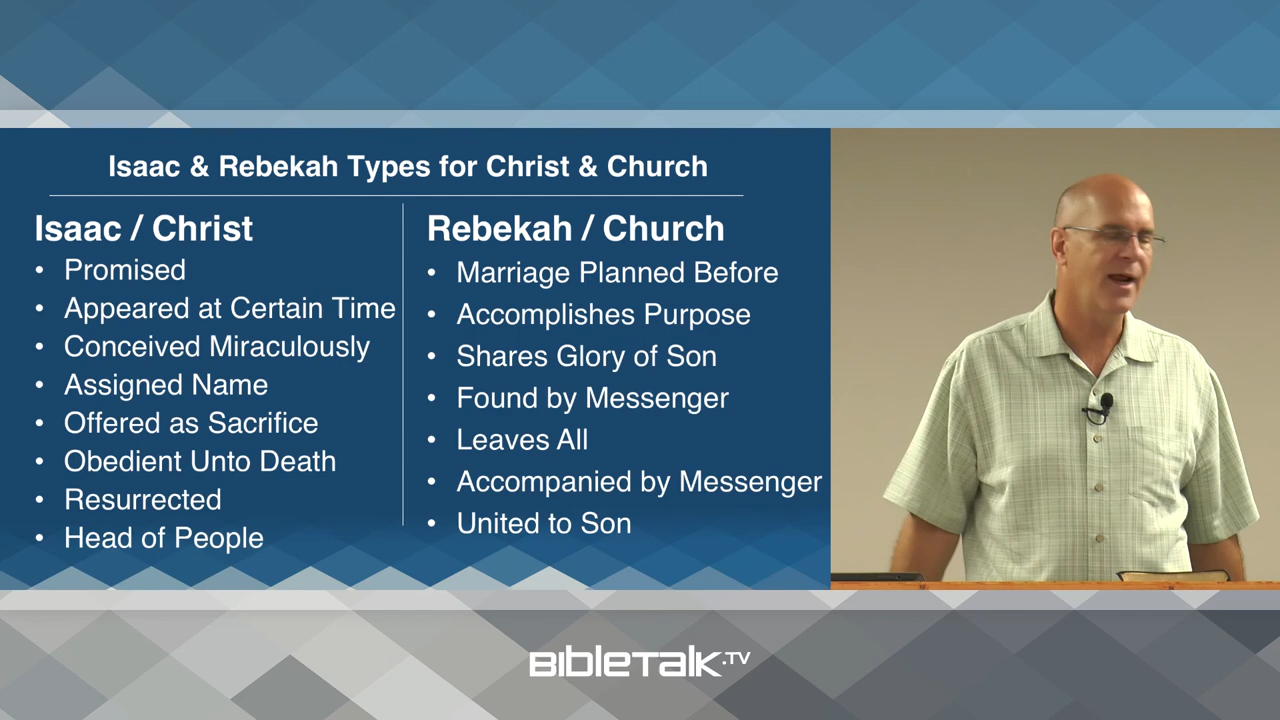 Isaac & Rebekah Types for Christ & Church
Isaac / Christ
• Promised
• Appeared at Certain Time
• Conceived Miraculously
• Assigned Name
• Offered as Sacrifice
• Obedient Unto Death
• Resurrected
• Head of People
Rebekah / Church
• Marriage Planned Before
• Accomplishes Purpose
• Shares Glory of Son
• Found by Messenger
• Leaves All
• Accompanied by Messenger
• United to Son
BibleTalk.TV